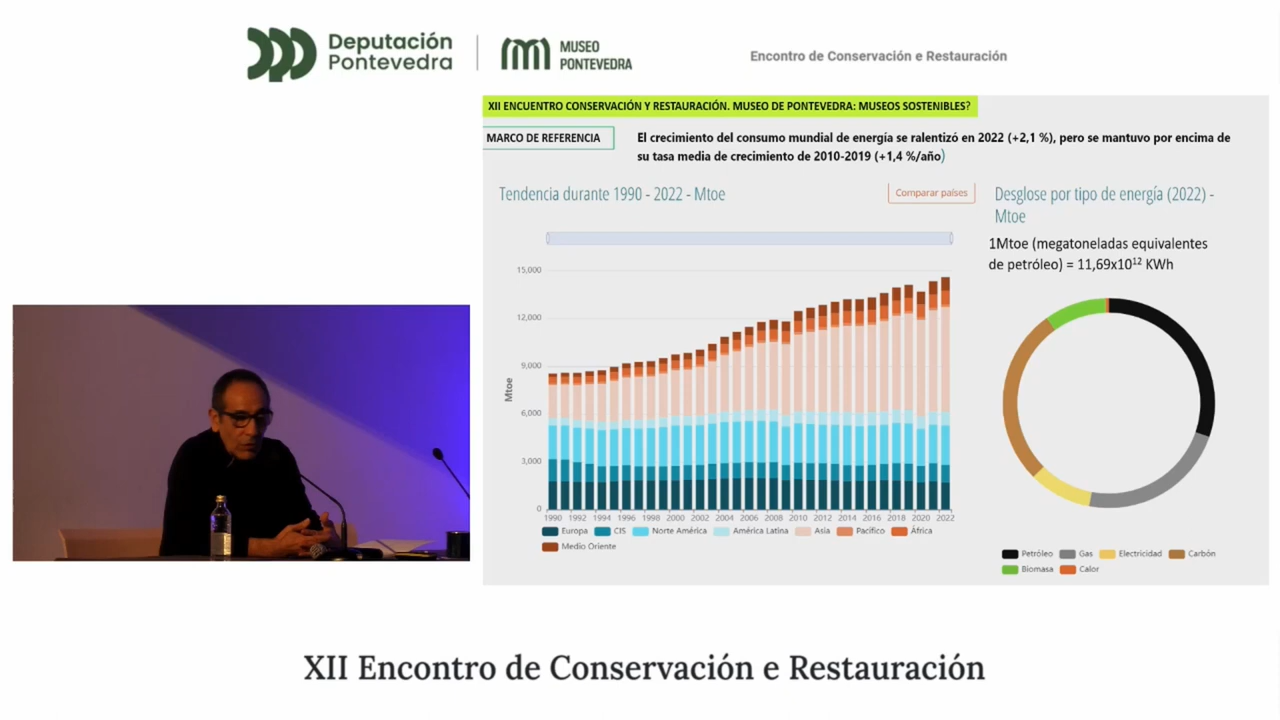 Deputación
Pontevedra
MUSEO
PONTEVEDRA
Encontro de Conservación e Restauración
XII ENCUENTRO CONSERVACIÓN Y RESTAURACIÓN. MUSEO DE PONTEVEDRA: MUSEOS SOSTENIBLES?
MARCO DE REFERENCIA
El crecimiento del consumo mundial de energía se ralentizó en 2022 (+2,1 %), pero se mantuvo por encima de
su tasa media de crecimiento de 2010-2019 (+1,4 %/año)
Tendencia durante 1990 - 2022 - Mtoe
Comparar países
Desglose por tipo de energía (2022) -
Mtoe
1Mtoe (megatoneladas equivalentes
de petróleo) = 11,69x10¹² KWh
15,000
12,000
9,000
6,000
3,000
0
Mtoe
1990 1992 1994 1996 1998 2000 2002 2004 2006 2008 2010 2012 2014 2016 2018 2020 2022
Europa CIS Norte América América Latina Asia Pacífico África
Medio Oriente
Petróleo Gas Electricidad Carbón
Biomasa Calor
XII Encontro de Conservación e Restauración